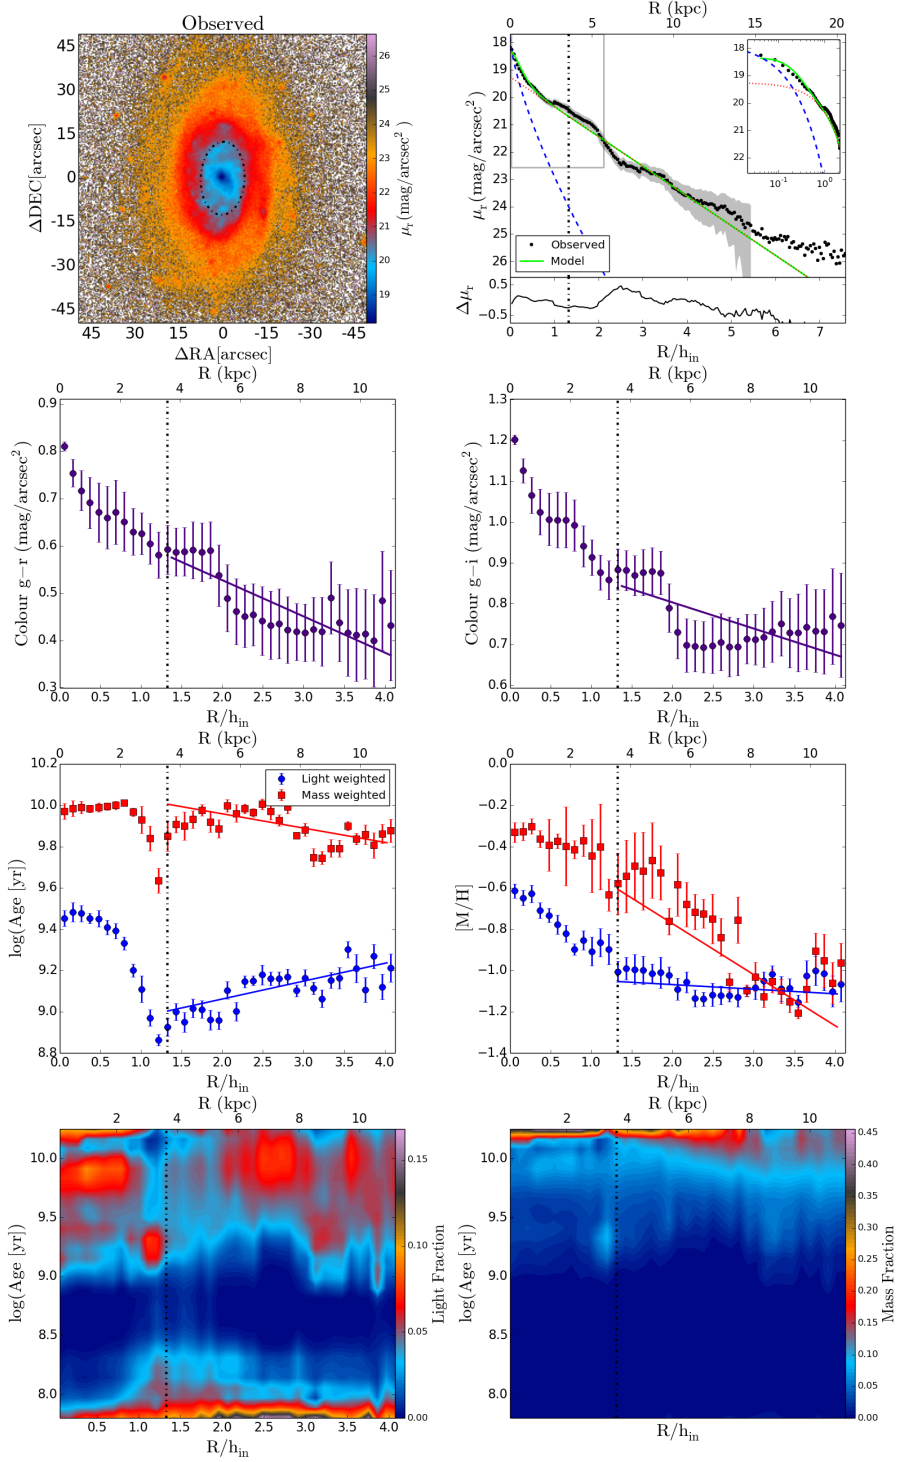 Observed
ΔDEC[arcsec]
45
30
15
0
-15
-30
-45
45 30 15 0 -15 -30 -45
ΔRA[arcsec]
26
25
24
23
22
21
20
19
μr (mag/arcsec²)
R (kpc)
0 5 10 15 20
μr (mag/arcsec²)
18
19
20
21
22
23
24
25
26
Observed
Model
18
19
20
21
22
10⁻¹ 10⁰
Δμr
0.5
−0.5
0 1 2 3 4 5 6 7
R/hin
R (kpc)
0 2 4 6 8 10
Colour g−r (mag/arcsec²)
0.9
0.8
0.7
0.6
0.5
0.4
0.3
0.0 0.5 1.0 1.5 2.0 2.5 3.0 3.5 4.0
R/hin
R (kpc)
0 2 4 6 8 10
Colour g−i (mag/arcsec²)
1.3
1.2
1.1
1.0
0.9
0.8
0.7
0.6
0.0 0.5 1.0 1.5 2.0 2.5 3.0 3.5 4.0
R/hin
R (kpc)
0 2 4 6 8 10
log(Age [yr])
10.2
10.0
9.8
9.6
9.4
9.2
9.0
8.8
Light weighted
Mass weighted
0.0 0.5 1.0 1.5 2.0 2.5 3.0 3.5 4.0
R/hin
R (kpc)
0 2 4 6 8 10
[M/H]
0.0
−0.2
−0.4
−0.6
−0.8
−1.0
−1.2
−1.4
0.0 0.5 1.0 1.5 2.0 2.5 3.0 3.5 4.0
R/hin
R (kpc)
2 4 6 8 10
log(Age [yr])
10.0
9.5
9.0
8.5
8.0
0.5 1.0 1.5 2.0 2.5 3.0 3.5 4.0
R/hin
0.15
0.10
0.05
0.00
Light Fraction
R (kpc)
2 4 6 8 10
log(Age [yr])
10.0
9.5
9.0
8.5
8.0
R/hin
0.45
0.40
0.35
0.30
0.25
0.20
0.15
0.10
0.05
0.00
Mass Fraction